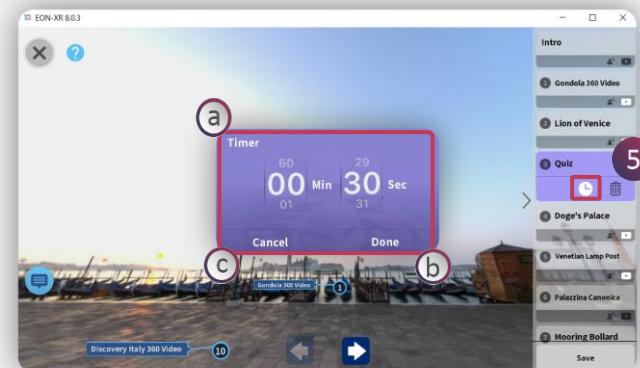 EON-XR 8.0.3
Intro
1 Gondola 360 Video
2 Lion of Venice
3 Quiz
5
4 Doge's Palace
5 Venetian Lamp Post
6 Palazzina Canonica
7 Mooring Bollard
Save
?
a
Timer
60 29
00 Min 30 Sec
01 31
Cancel Done
c b
Gondola 360 Video 1
Discovery Italy 360 Video 10